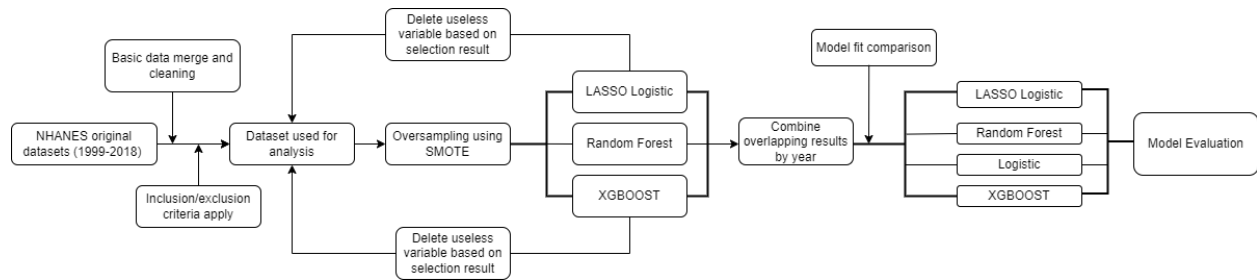 Delete useless
variable based on
selection result
Basic data merge and
cleaning
Model fit comparison
LASSO Logistic
LASSO Logistic
NHANES original
datasets (1999-2018)
Dataset used for
analysis
Oversampling using
SMOTE
Random Forest
Combine
overlapping results
by year
Random Forest
Model Evaluation
Logistic
Inclusion/exclusion
criteria apply
XGBOOST
XGBOOST
Delete useless
variable based on
selection result